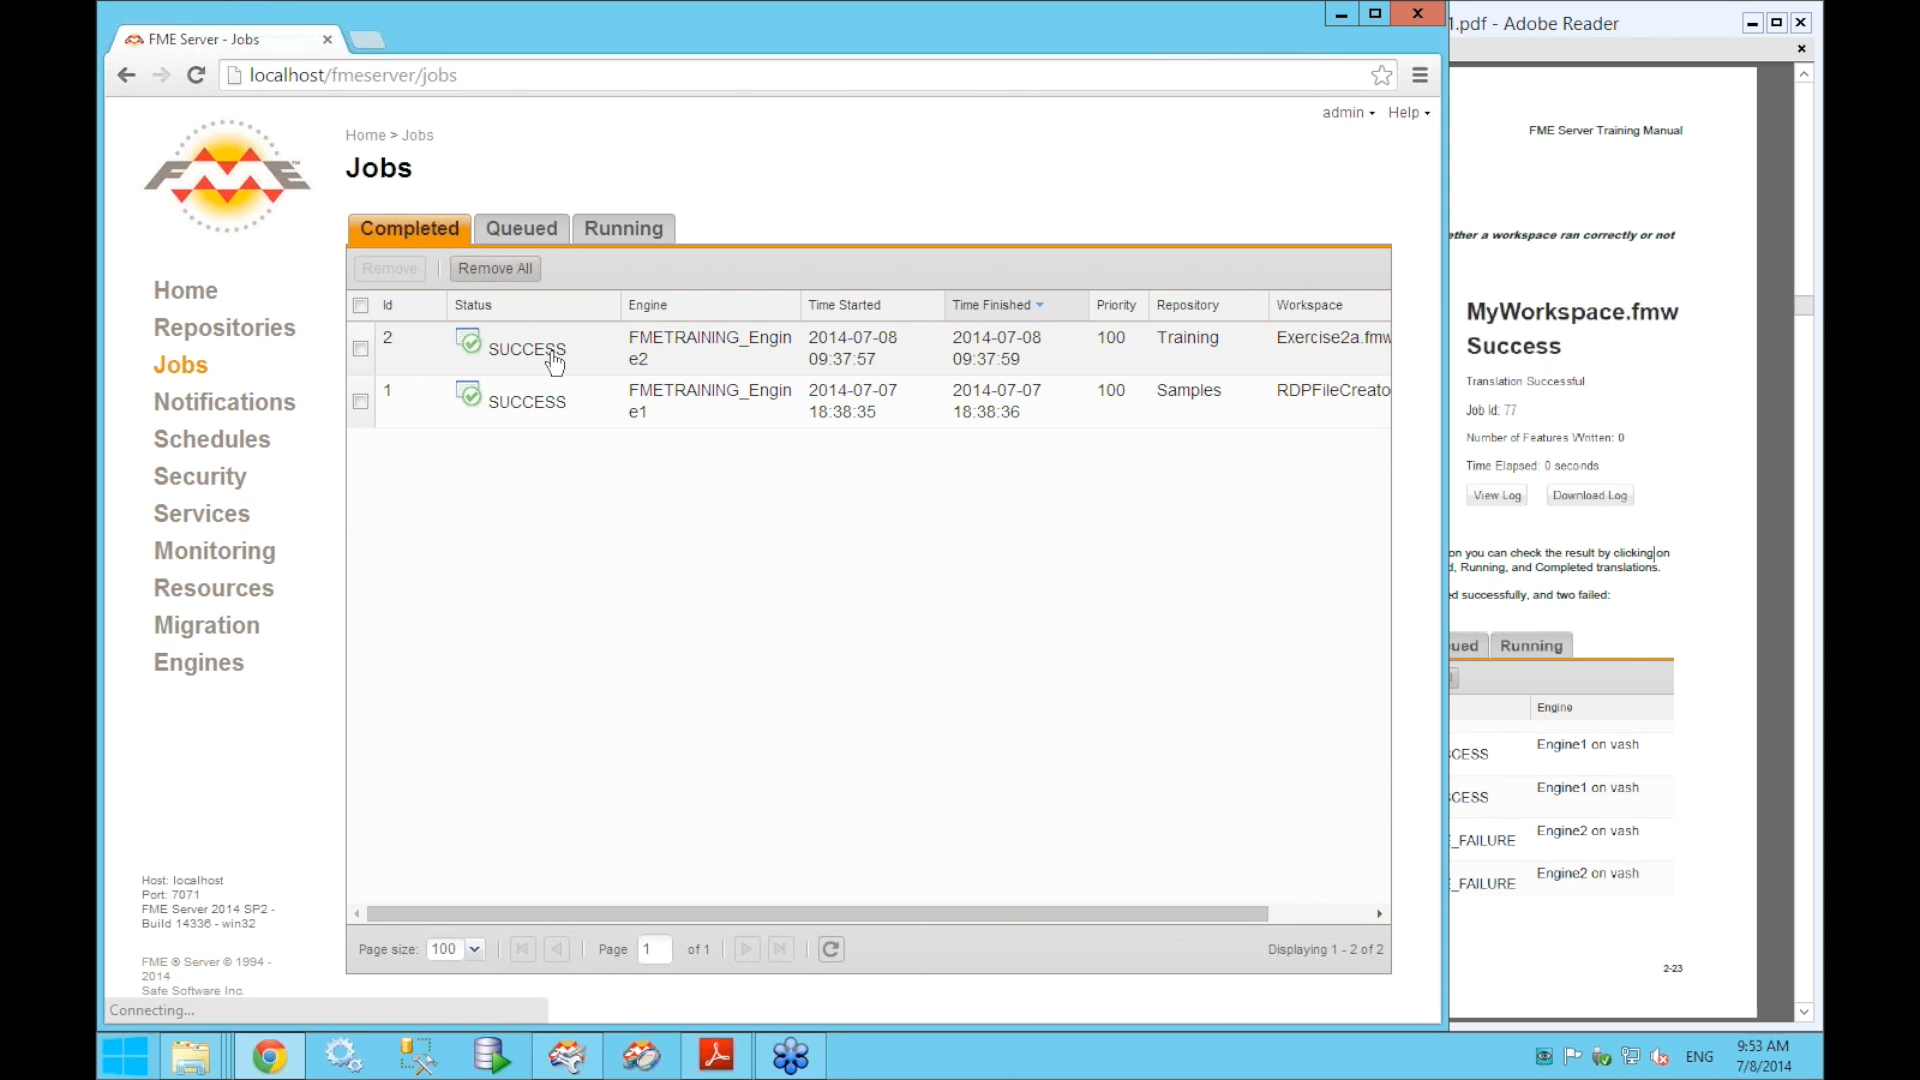 FME Server - Jobs
localhost/fmeserver/jobs
admin
Help
Home > Jobs
Jobs
FME
Home
Repositories
Jobs
Notifications
Schedules
Security
Services
Monitoring
Resources
Migration
Engines
Completed
Queued
Running
Remove
Remove All
Id
Status
Engine
Time Started
Time Finished
Priority
Repository
Workspace
2
SUCCESS
FMETRAINING_Engin
e2
2014-07-08
09:37:57
2014-07-08
09:37:59
100
Training
Exercise2a.fmw
1
SUCCESS
FMETRAINING_Engin
e1
2014-07-07
18:38:35
2014-07-07
18:38:36
100
Samples
RDPFileCreato
Page size:
100
Page
1
of 1
Displaying 1 - 2 of 2
Host: localhost
Port: 7071
FME Server 2014 SP2 -
Build 14336 - win32
FME ® Server © 1994 -
2014
Safe Software Inc.
Connecting...
1.pdf - Adobe Reader
FME Server Training Manual
ether a workspace ran correctly or not
MyWorkspace.fmw
Success
Translation Successful
Job Id: 77
Number of Features Written: 0
Time Elapsed: 0 seconds
View Log
Download Log
on you can check the result by clicking on
d, Running, and Completed translations.
ed successfully, and two failed:
ued
Running
Engine
CESS
Engine1 on vash
CESS
Engine1 on vash
E_FAILURE
Engine2 on vash
E_FAILURE
Engine2 on vash
2-23
ENG
9:53 AM
7/8/2014